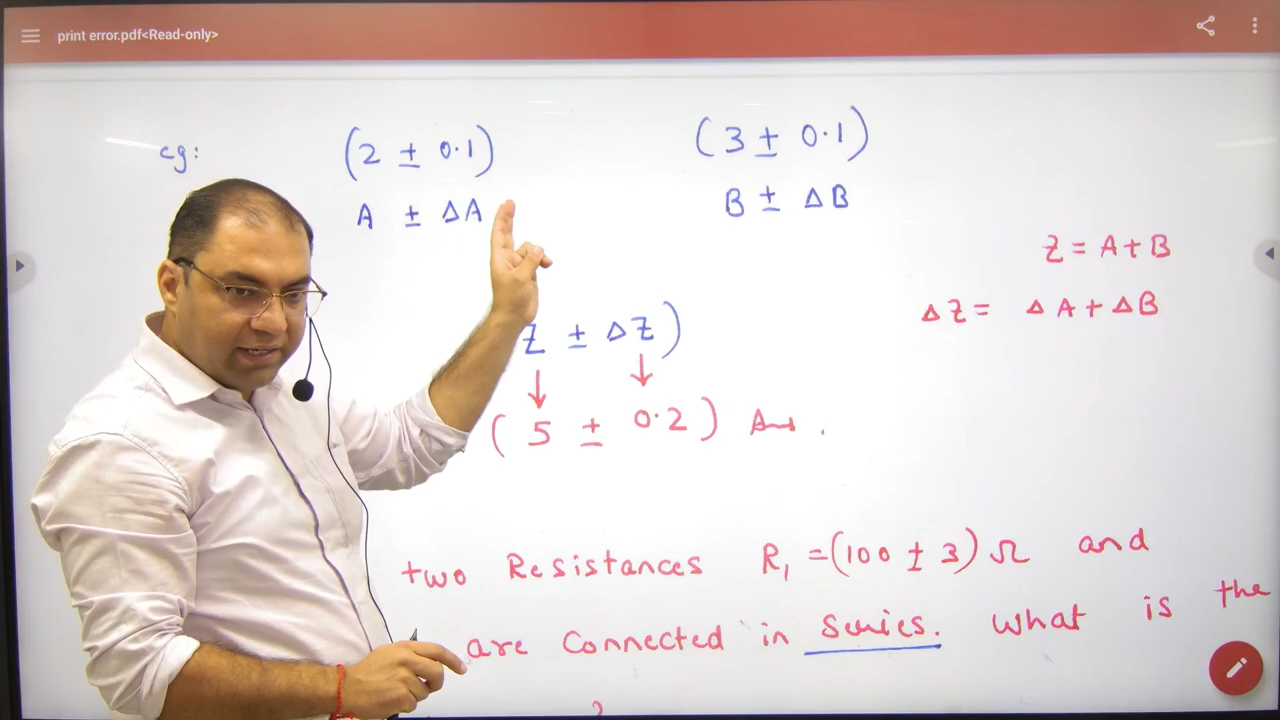 print error.pdf<Read-only>
eg: (2 ± 0.1) (3 ± 0.1)
A ± ΔA B ± ΔB
Z = A + B
ΔZ = ΔA + ΔB
Z ± ΔZ)
↓ ↓
(5 ± 0.2) Ans.
two Resistances R₁ = (100 ± 3) Ω and
are Connected in Series. What is the
?